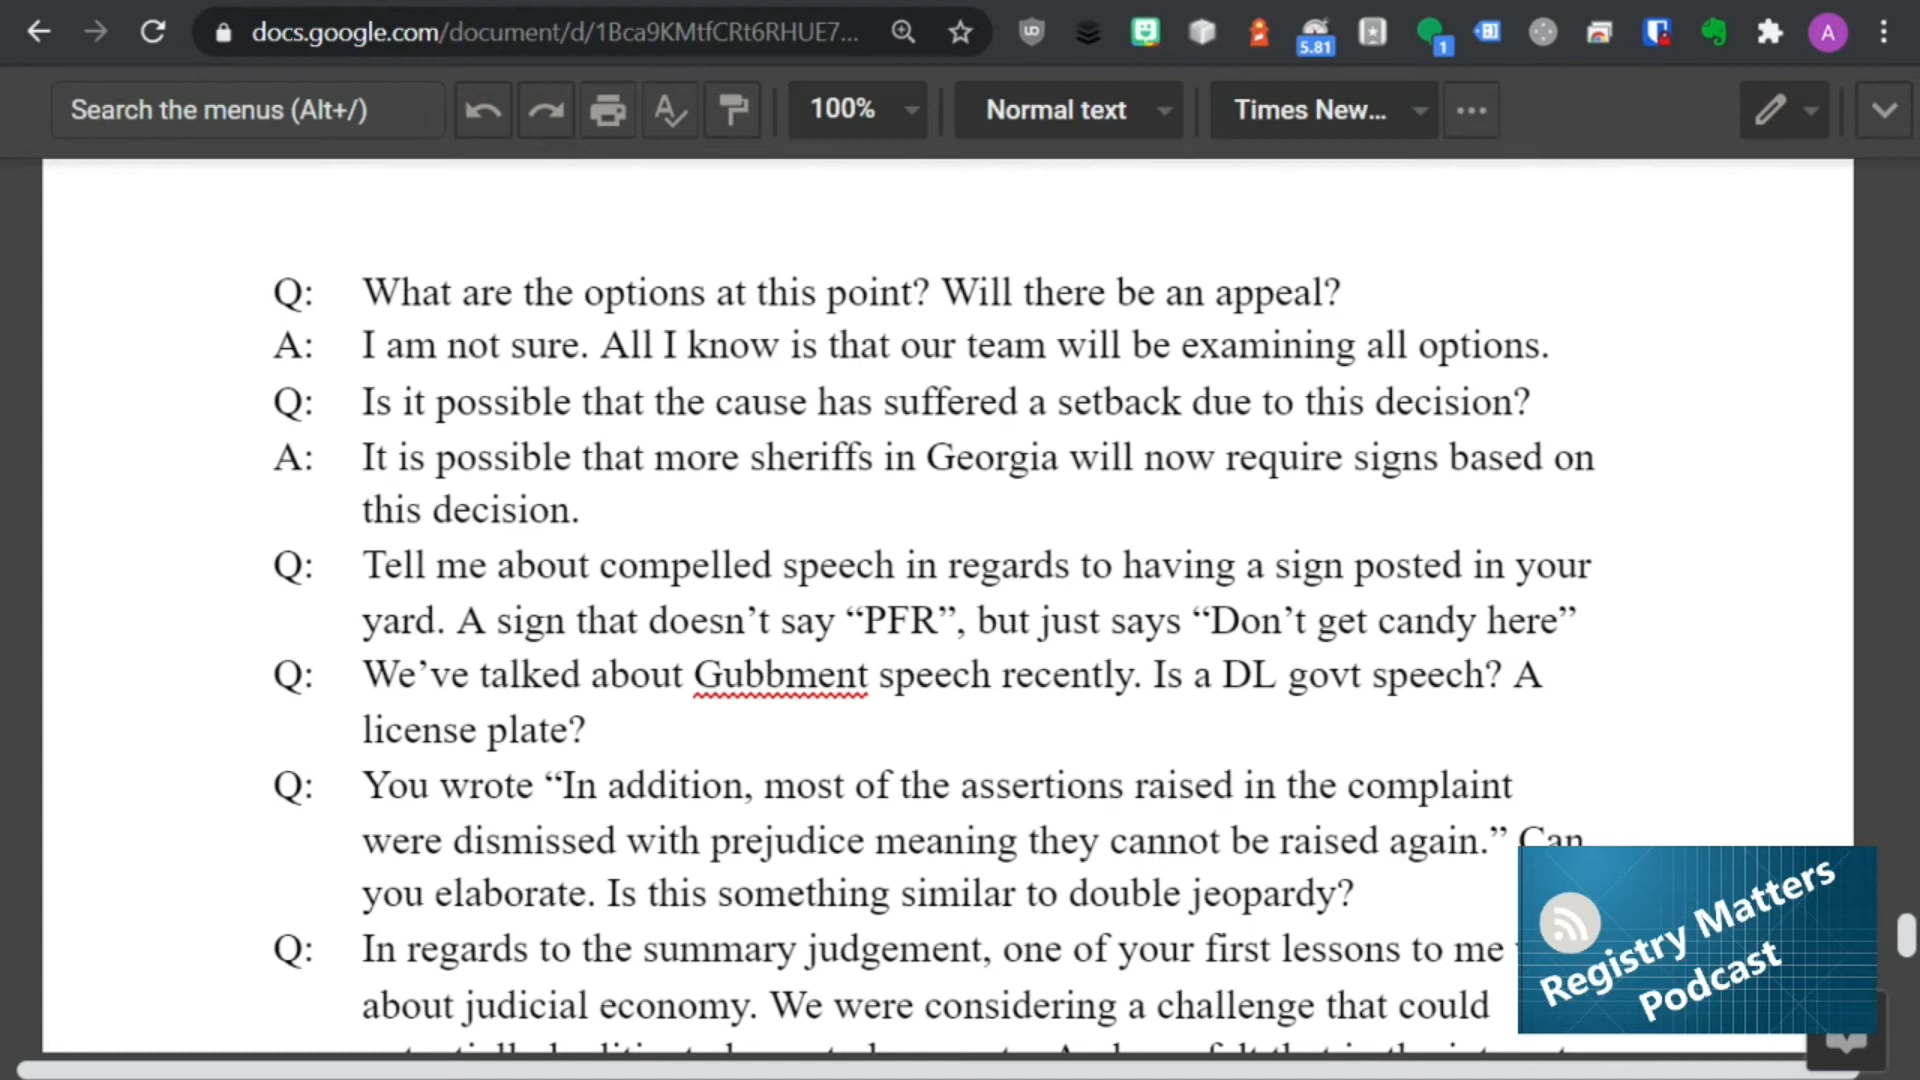 docs.google.com/document/d/1Bca9KMtfCRt6RHUE7...
5.81
1
A
Search the menus (Alt+/)
100%
Normal text
Times New...
Q: What are the options at this point? Will there be an appeal?
A: I am not sure. All I know is that our team will be examining all options.
Q: Is it possible that the cause has suffered a setback due to this decision?
A: It is possible that more sheriffs in Georgia will now require signs based on
this decision.
Q: Tell me about compelled speech in regards to having a sign posted in your
yard. A sign that doesn’t say “PFR”, but just says “Don’t get candy here”
Q: We’ve talked about Gubbment speech recently. Is a DL govt speech? A
license plate?
Q: You wrote “In addition, most of the assertions raised in the complaint
were dismissed with prejudice meaning they cannot be raised again.” Can
you elaborate. Is this something similar to double jeopardy?
Q: In regards to the summary judgement, one of your first lessons to me
about judicial economy. We were considering a challenge that could
Registry Matters
Podcast